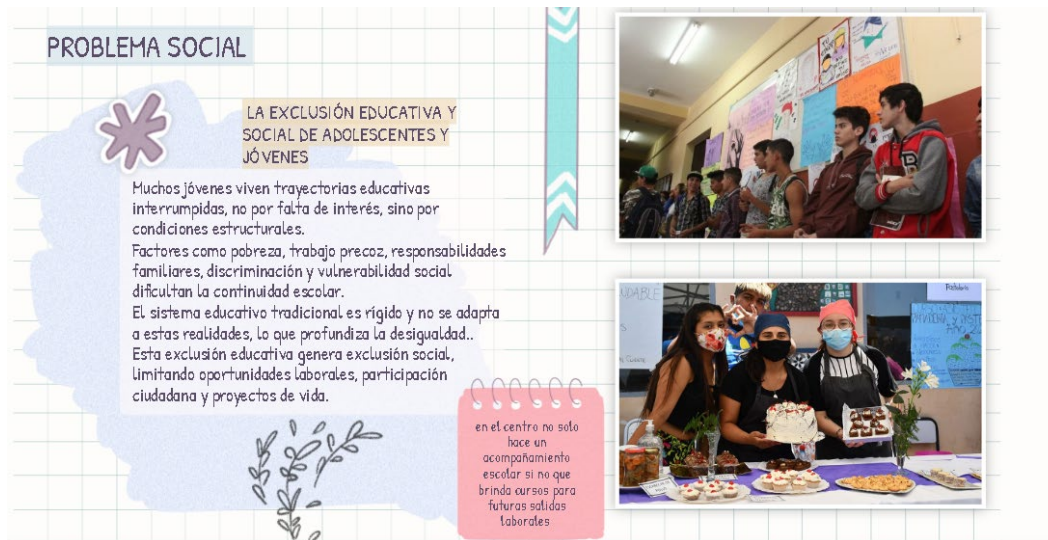 PROBLEMA SOCIAL
LA EXCLUSIÓN EDUCATIVA Y
SOCIAL DE ADOLESCENTES Y
JÓVENES
Muchos jóvenes viven trayectorias educativas
interrumpidas, no por falta de interés, sino por
condiciones estructurales.
Factores como pobreza, trabajo precoz, responsabilidades
familiares, discriminación y vulnerabilidad social
dificultan la continuidad escolar.
El sistema educativo tradicional es rígido y no se adapta
a estas realidades, lo que profundiza la desigualdad..
Esta exclusión educativa genera exclusión social,
limitando oportunidades laborales, participación
ciudadana y proyectos de vida.
en el centro no solo
hace un
acompañamiento
escolar si no que
brinda cursos para
futuras salidas
laborales